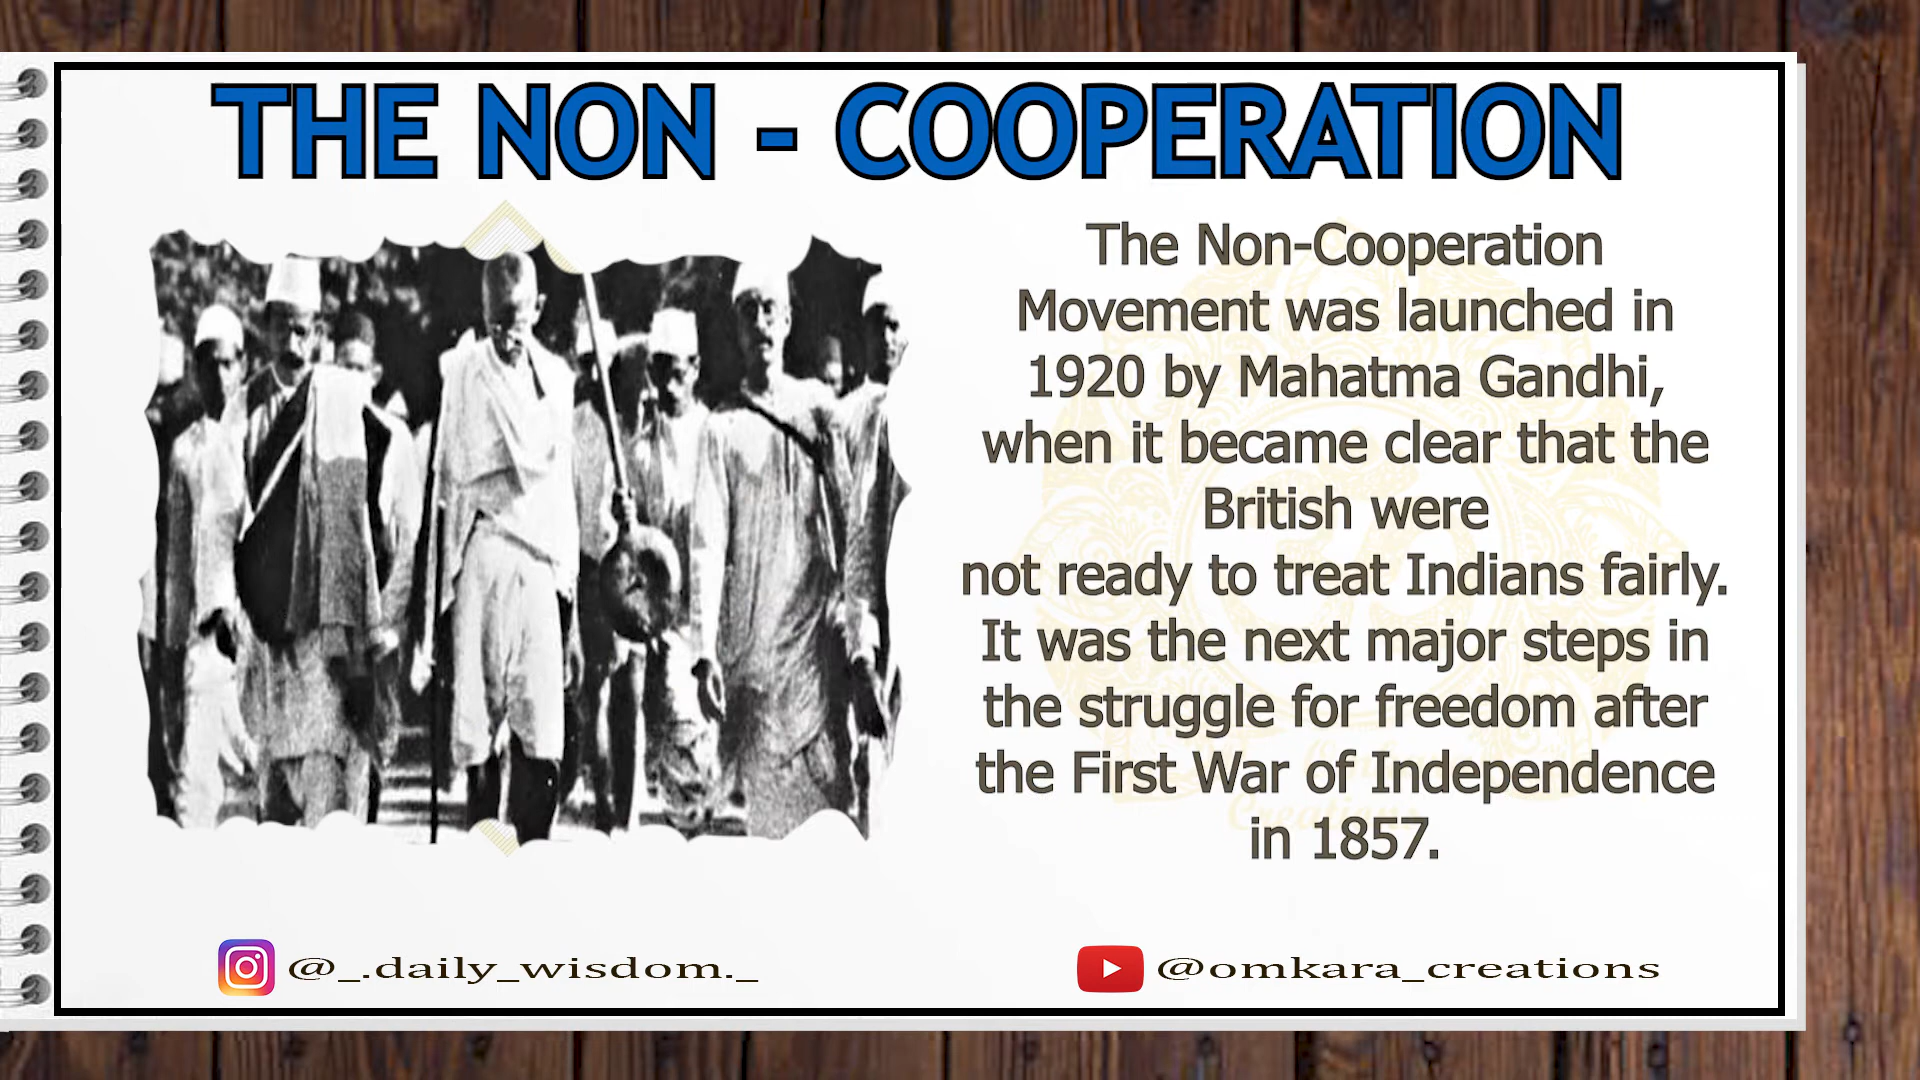 THE NON - COOPERATION
The Non-Cooperation
Movement was launched in
1920 by Mahatma Gandhi,
when it became clear that the
British were
not ready to treat Indians fairly.
It was the next major steps in
the struggle for freedom after
the First War of Independence
in 1857.
Creations
@_.daily_wisdom._
@omkara_creations